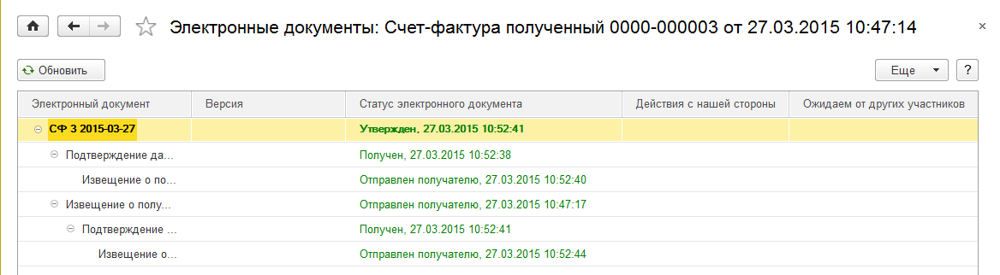 Электронные документы: Счет-фактура полученный 0000-000003 от 27.03.2015 10:47:14
Обновить Еще ?
Электронный документ Версия Статус электронного документа Действия с нашей стороны Ожидаем от других участников
СФ 3 2015-03-27 Утвержден, 27.03.2015 10:52:41
Подтверждение да... Получен, 27.03.2015 10:52:38
Извещение о по... Отправлен получателю, 27.03.2015 10:52:40
Извещение о полу... Отправлен получателю, 27.03.2015 10:47:17
Подтверждение ... Получен, 27.03.2015 10:52:41
Извещение о... Отправлен получателю, 27.03.2015 10:52:44